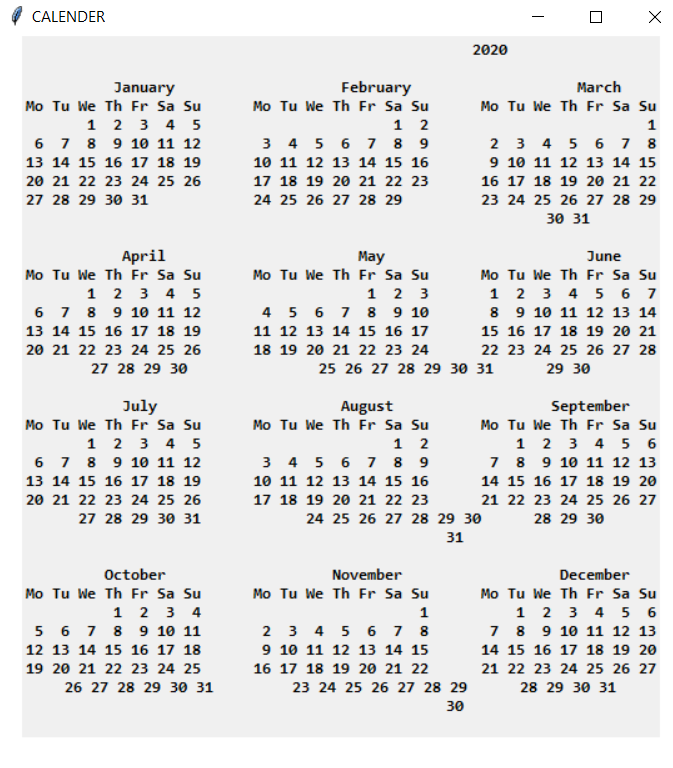 CALENDER
2020
January February March
Mo Tu We Th Fr Sa Su Mo Tu We Th Fr Sa Su Mo Tu We Th Fr Sa Su
1 2 3 4 5 1 2 1
6 7 8 9 10 11 12 3 4 5 6 7 8 9 2 3 4 5 6 7 8
13 14 15 16 17 18 19 10 11 12 13 14 15 16 9 10 11 12 13 14 15
20 21 22 23 24 25 26 17 18 19 20 21 22 23 16 17 18 19 20 21 22
27 28 29 30 31 24 25 26 27 28 29 23 24 25 26 27 28 29
30 31
April May June
Mo Tu We Th Fr Sa Su Mo Tu We Th Fr Sa Su Mo Tu We Th Fr Sa Su
1 2 3 4 5 1 2 3 1 2 3 4 5 6 7
6 7 8 9 10 11 12 4 5 6 7 8 9 10 8 9 10 11 12 13 14
13 14 15 16 17 18 19 11 12 13 14 15 16 17 15 16 17 18 19 20 21
20 21 22 23 24 25 26 18 19 20 21 22 23 24 22 23 24 25 26 27 28
27 28 29 30 25 26 27 28 29 30 31 29 30
July August September
Mo Tu We Th Fr Sa Su Mo Tu We Th Fr Sa Su Mo Tu We Th Fr Sa Su
1 2 3 4 5 1 2 1 2 3 4 5 6
6 7 8 9 10 11 12 3 4 5 6 7 8 9 7 8 9 10 11 12 13
13 14 15 16 17 18 19 10 11 12 13 14 15 16 14 15 16 17 18 19 20
20 21 22 23 24 25 26 17 18 19 20 21 22 23 21 22 23 24 25 26 27
27 28 29 30 31 24 25 26 27 28 29 30 28 29 30
31
October November December
Mo Tu We Th Fr Sa Su Mo Tu We Th Fr Sa Su Mo Tu We Th Fr Sa Su
1 2 3 4 1 1 2 3 4 5 6
5 6 7 8 9 10 11 2 3 4 5 6 7 8 7 8 9 10 11 12 13
12 13 14 15 16 17 18 9 10 11 12 13 14 15 14 15 16 17 18 19 20
19 20 21 22 23 24 25 16 17 18 19 20 21 22 21 22 23 24 25 26 27
26 27 28 29 30 31 23 24 25 26 27 28 29 28 29 30 31
30